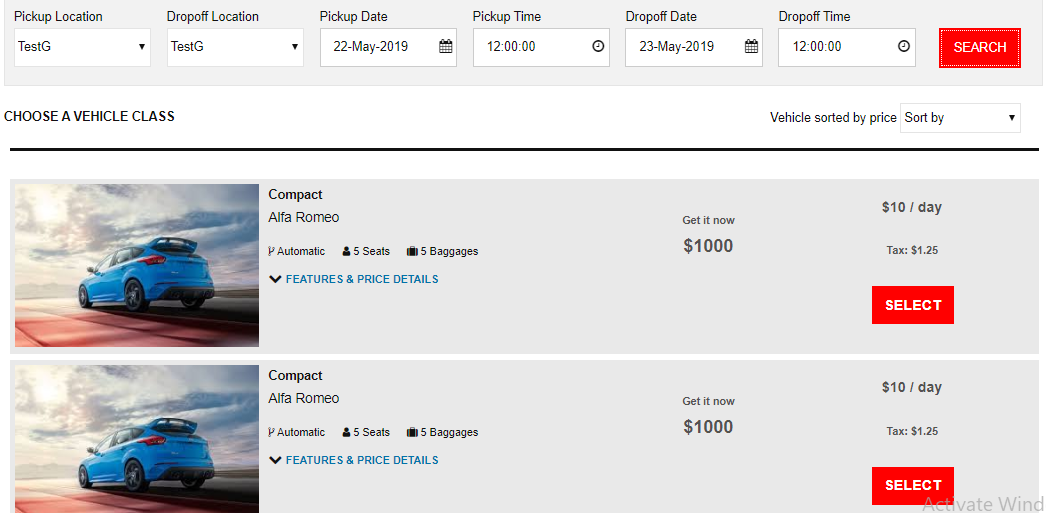 Pickup Location
Dropoff Location
Pickup Date
Pickup Time
Dropoff Date
Dropoff Time
TestG
TestG
22-May-2019
12:00:00
23-May-2019
12:00:00
SEARCH
CHOOSE A VEHICLE CLASS
Vehicle sorted by price
Sort by
Compact
Alfa Romeo
Automatic
5 Seats
5 Baggages
FEATURES & PRICE DETAILS
Get it now
$1000
$10 / day
Tax: $1.25
SELECT
Compact
Alfa Romeo
Automatic
5 Seats
5 Baggages
FEATURES & PRICE DETAILS
Get it now
$1000
$10 / day
Tax: $1.25
SELECT
Activate Wind